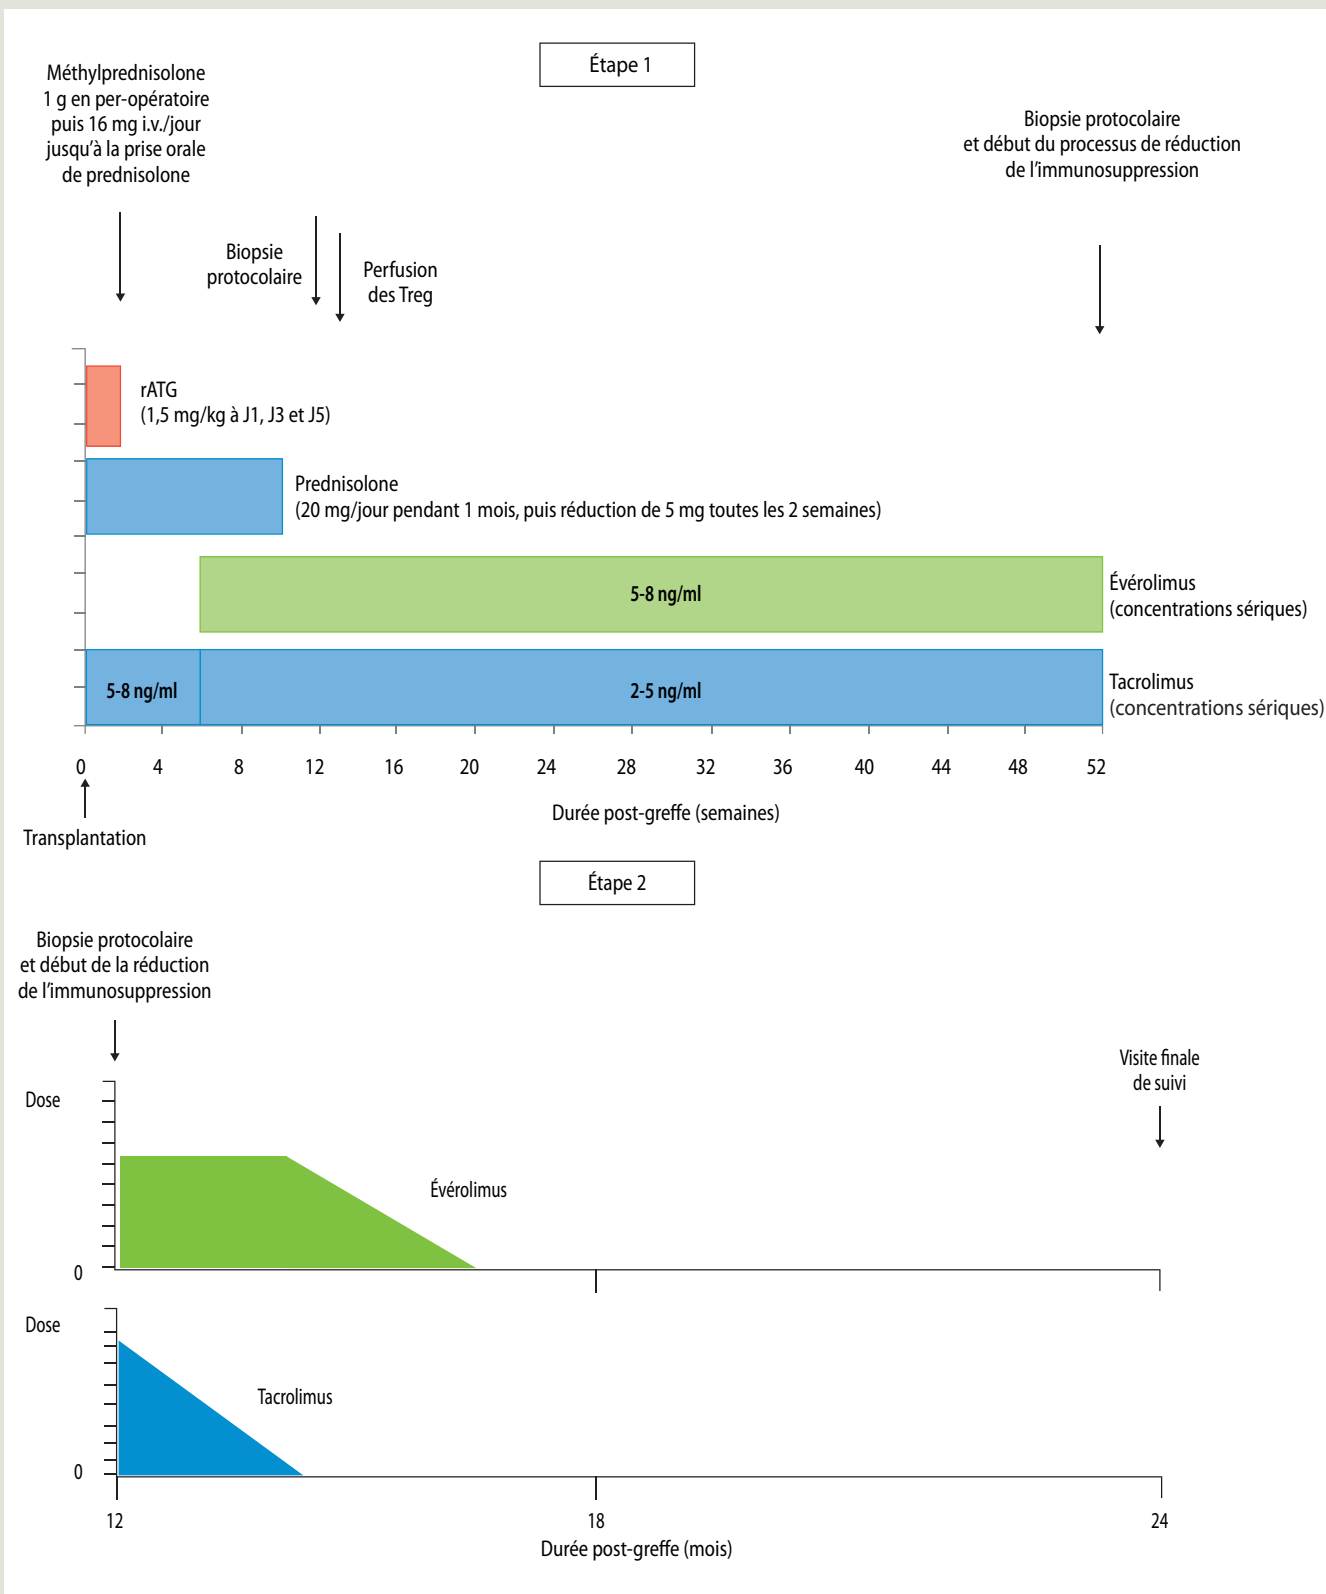 Étape 1
Méthylprednisolone
1 g en per-opératoire
puis 16 mg i.v./jour
jusqu'à la prise orale
de prednisolone
Biopsie
protocolaire
Perfusion
des Treg
Biopsie protocolaire
et début du processus de réduction
de l'immunosuppression
rATG
(1,5 mg/kg à J1, J3 et J5)
Prednisolone
(20 mg/jour pendant 1 mois, puis réduction de 5 mg toutes les 2 semaines)
5-8 ng/ml
Évérolimus
(concentrations sériques)
5-8 ng/ml
2-5 ng/ml
Tacrolimus
(concentrations sériques)
0 4 8 12 16 20 24 28 32 36 40 44 48 52
Durée post-greffe (semaines)
Transplantation
Étape 2
Biopsie protocolaire
et début de la réduction
de l'immunosuppression
Visite finale
de suivi
Dose
Évérolimus
0
Dose
Tacrolimus
0
12 18 24
Durée post-greffe (mois)